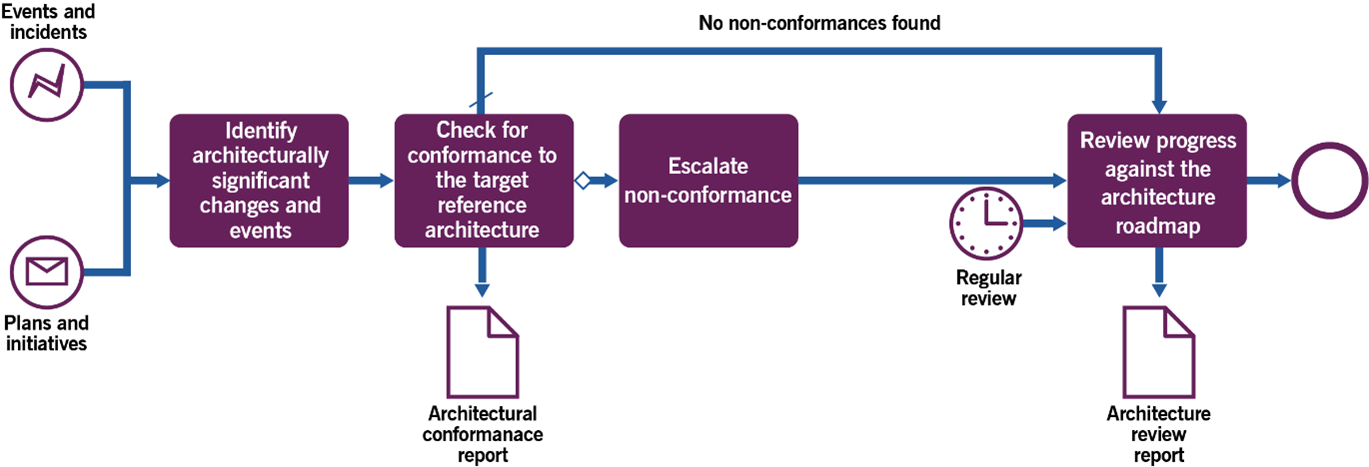 Events and
incidents
No non-conformances found
Identify
architecturally
significant
changes and
events
Check for
conformance to
the target
reference
architecture
Escalate
non-conformance
Review progress
against the
architecture
roadmap
Regular
review
Plans and
initiatives
Architectural
conformanace
report
Architecture
review
report